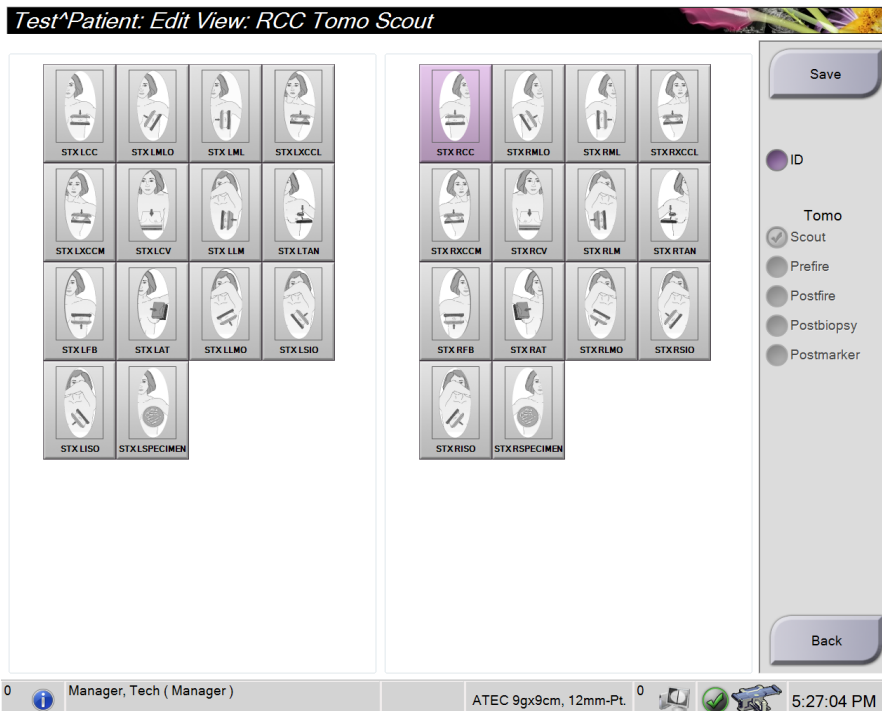 Test^Patient: Edit View: RCC Tomo Scout
STX LCC STX LMLO STX LML STX LXCCL
STX LXCCM STX LCV STX LLM STX LTAN
STX LFB STX LAT STX LLMO STX LSIO
STX LISO STX LSPECIMEN
STX RCC STX RMLO STX RML STX RXCCL
STX RXCCM STX RCV STX RLM STX RTAN
STX RFB STX RAT STX RLMO STX RSIO
STX RISO STX RSPECIMEN
Save
ID
Tomo
Scout
Prefire
Postfire
Postbiopsy
Postmarker
Back
0 Manager, Tech ( Manager ) ATEC 9gx9cm, 12mm-Pt. 0 5:27:04 PM